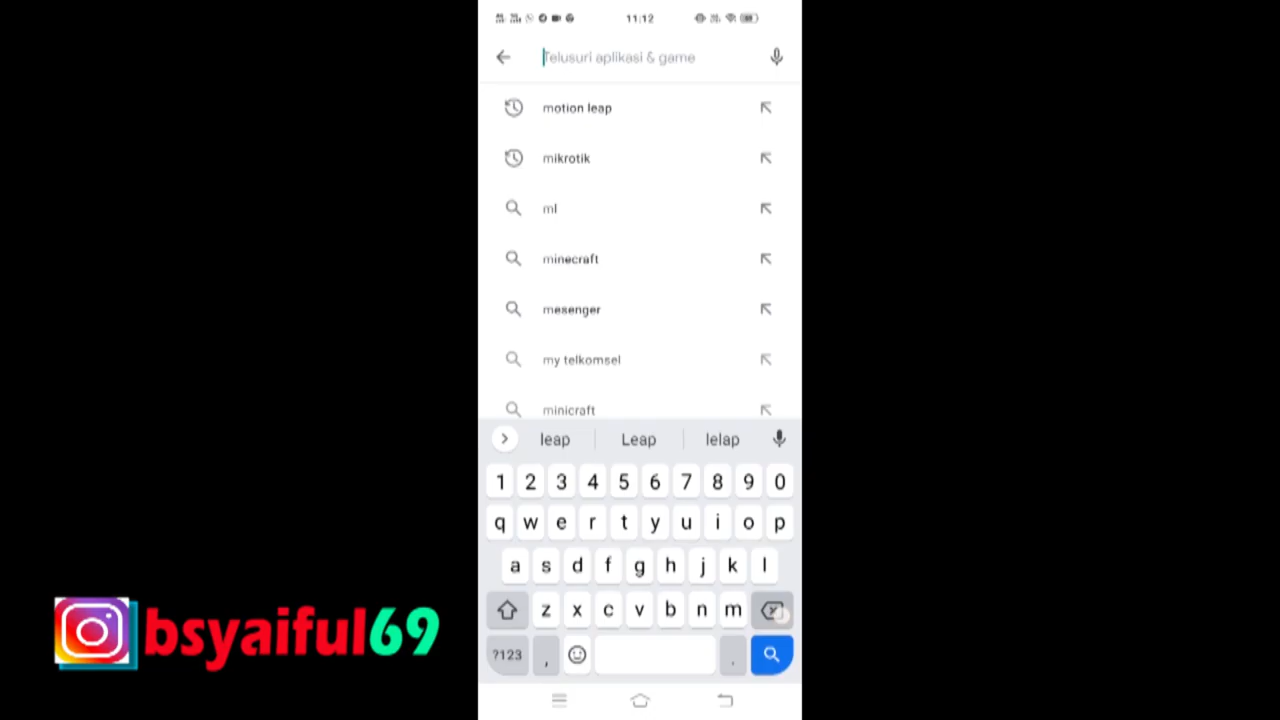 11:12
Telusuri aplikasi & game
motion leap
mikrotik
ml
minecraft
mesenger
my telkomsel
minicraft
leap Leap lelap
1 2 3 4 5 6 7 8 9 0
q w e r t y u i o p
a s d f g h j k l
z x c v b n m
?123 , .
bsyaiful69